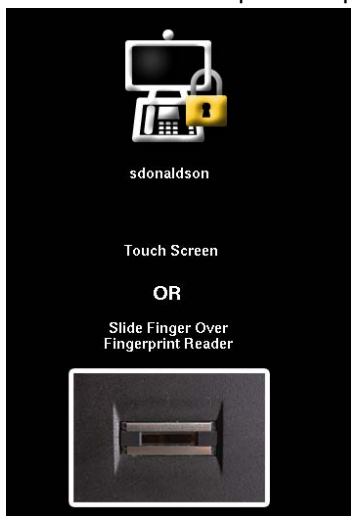 sdonaldson
Touch Screen
OR
Slide Finger Over
Fingerprint Reader